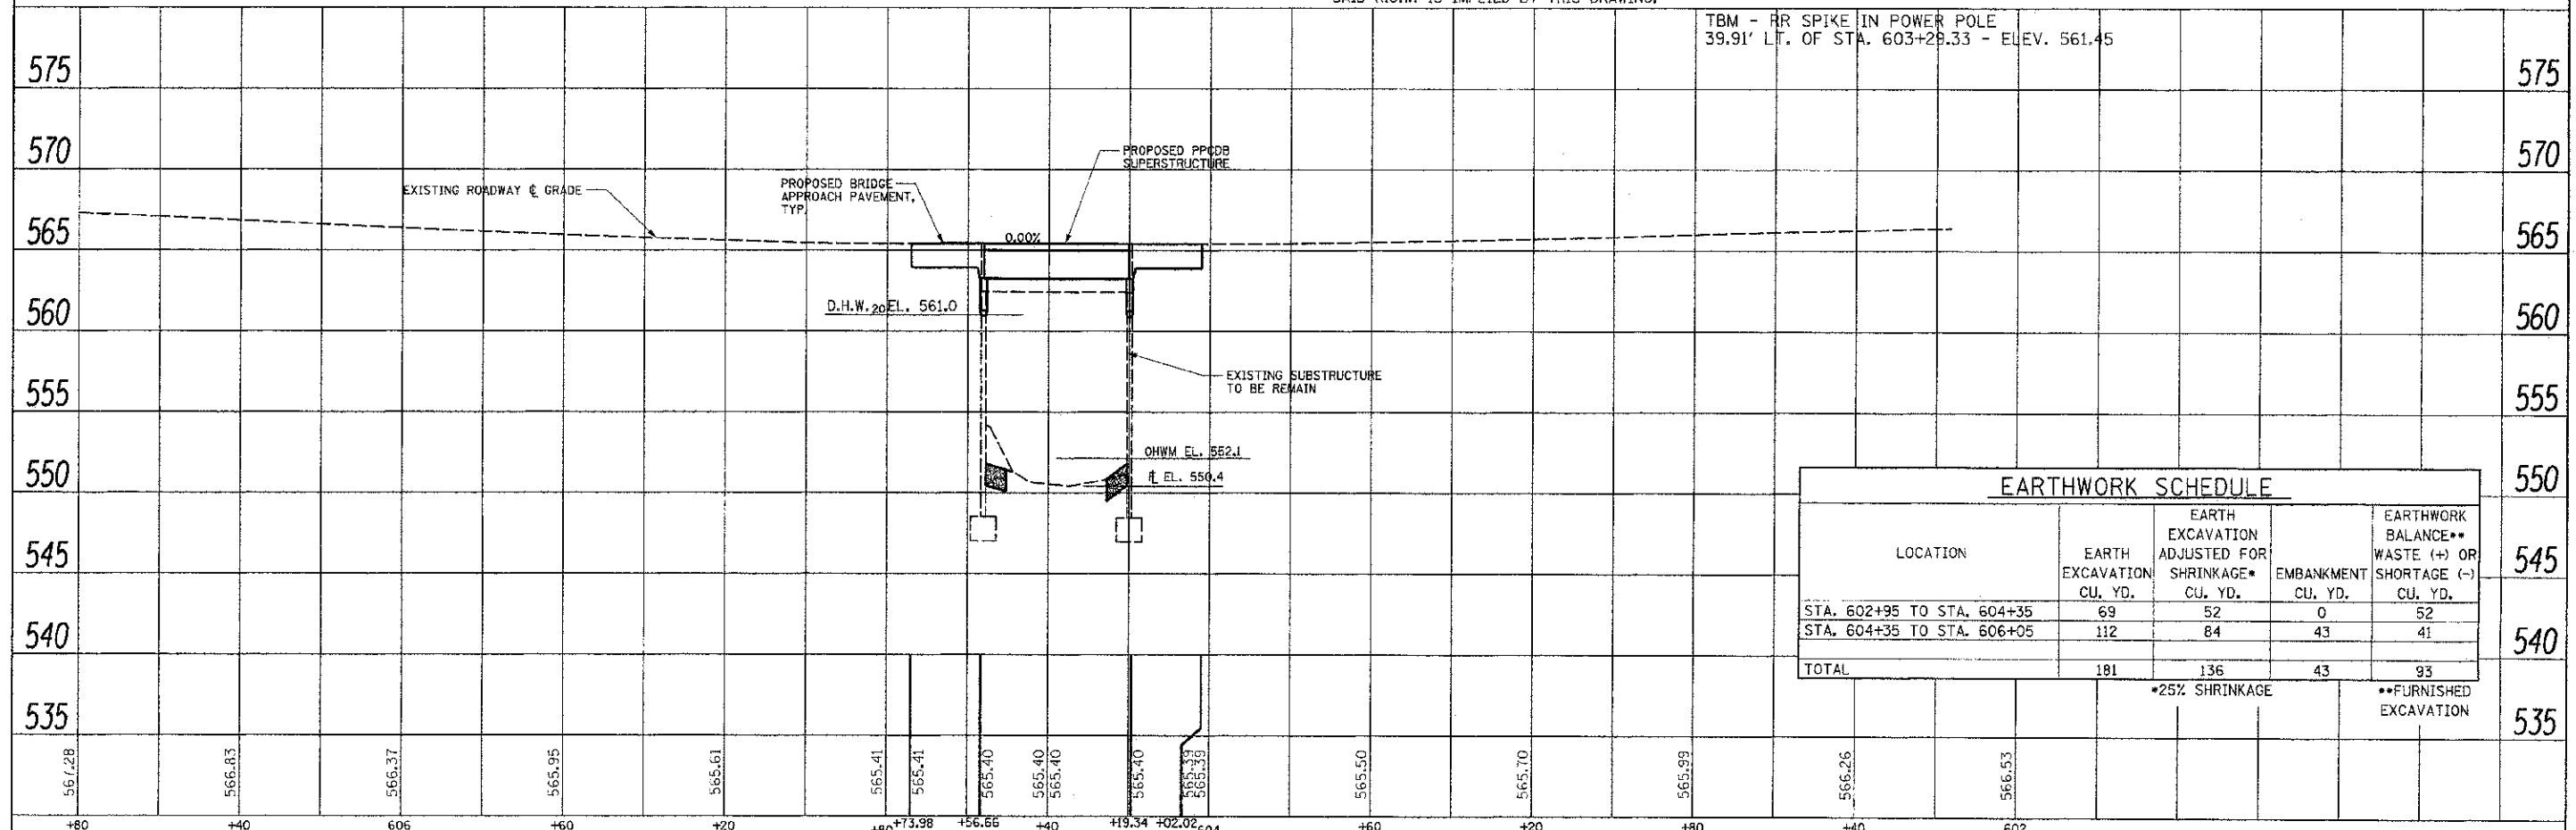 TBM - RR SPIKE IN POWER POLE
39.91' LT. OF STA. 603+29.33 - ELEV. 561.45
575 575
570 570
565 565
560 560
555 555
550 550
545 545
540 540
535 535
EXISTING ROADWAY ℄ GRADE
PROPOSED BRIDGE
APPROACH PAVEMENT,
TYP.
PROPOSED PPCDB
SUPERSTRUCTURE
0.00%
D.H.W.20 EL. 561.0
EXISTING SUBSTRUCTURE
TO BE REMAIN
OHWM EL. 552.1
EL. 550.4
EARTHWORK SCHEDULE
LOCATION
EARTH
EXCAVATION
CU. YD.
EARTH
EXCAVATION
ADJUSTED FOR
SHRINKAGE*
CU. YD.
EMBANKMENT
CU. YD.
EARTHWORK
BALANCE**
WASTE (+) OR
SHORTAGE (-)
CU. YD.
STA. 602+95 TO STA. 604+35 69 52 0 52
STA. 604+35 TO STA. 606+05 112 84 43 41
TOTAL 181 136 43 93
*25% SHRINKAGE
**FURNISHED
EXCAVATION
567.28 566.83 566.37 565.95 565.61 565.41 565.41 565.40 565.40 565.40 565.40 565.39 565.39 565.50 565.70 565.99 566.26 566.53
+80 +40 606 +60 +20 +80 +73.98 +56.66 +40 +19.34 +02.02 604 +60 +20 +80 +40 602